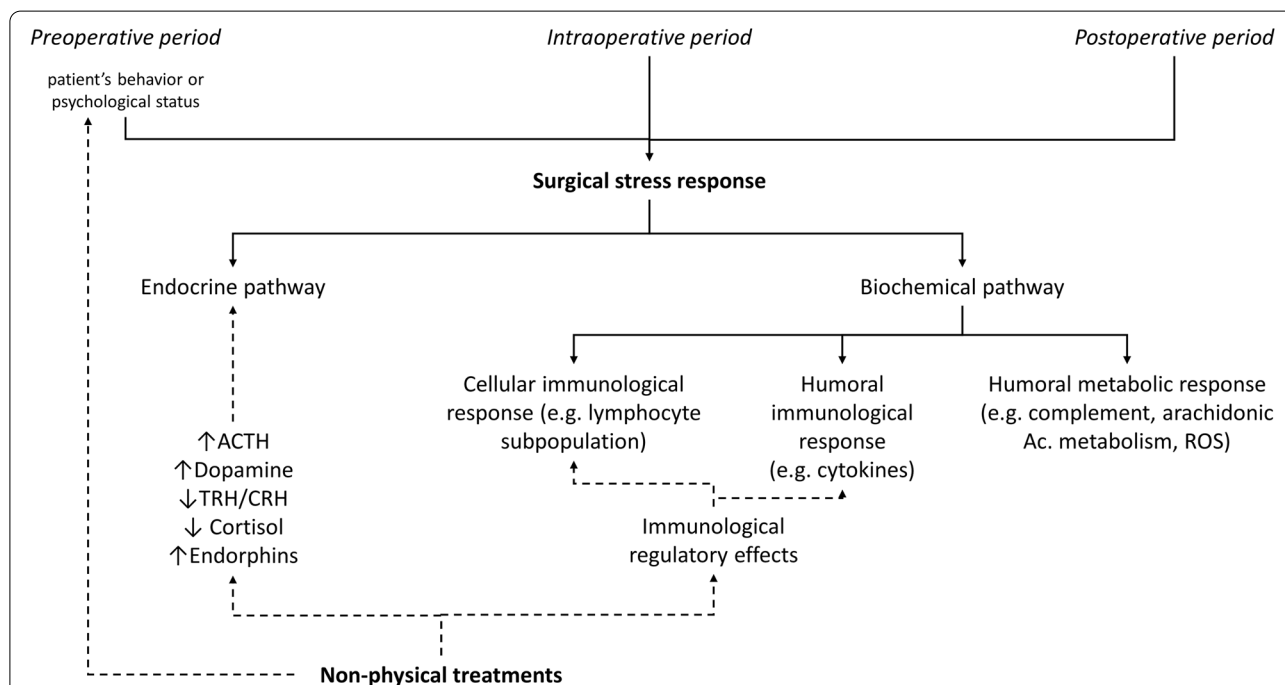 Preoperative period
Intraoperative period
Postoperative period
patient's behavior or
psychological status
Surgical stress response
Endocrine pathway
Biochemical pathway
Cellular immunological
response (e.g. lymphocyte
subpopulation)
Humoral
immunological
response
(e.g. cytokines)
Humoral metabolic response
(e.g. complement, arachidonic
Ac. metabolism, ROS)
↑ACTH
↑Dopamine
↓TRH/CRH
↓ Cortisol
↑Endorphins
Immunological
regulatory effects
Non-physical treatments